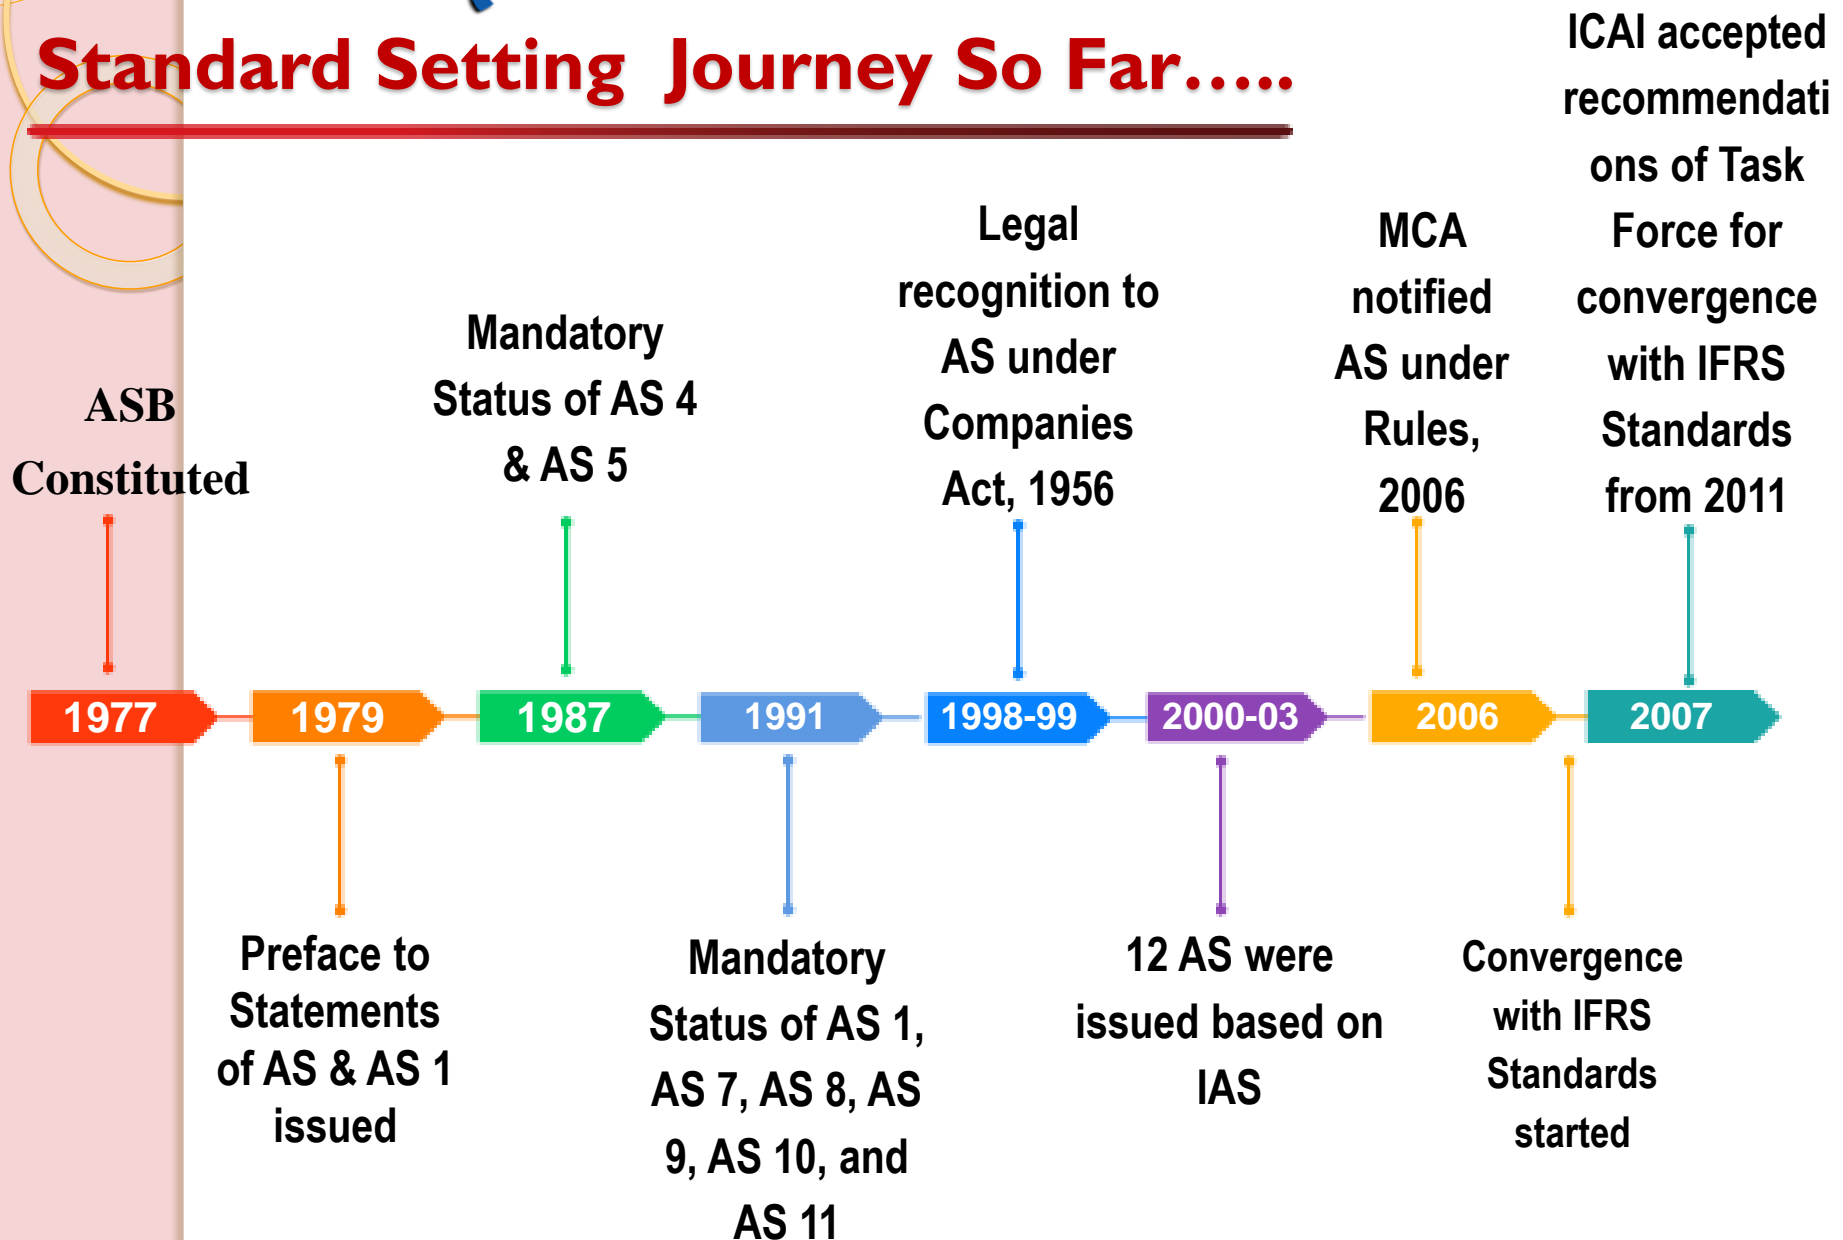 Standard Setting Journey So Far.....
ASB
Constituted
Mandatory
Status of AS 4
& AS 5
Legal
recognition to
AS under
Companies
Act, 1956
MCA
notified
AS under
Rules,
2006
ICAI accepted
recommendati
ons of Task
Force for
convergence
with IFRS
Standards
from 2011
1977
1979
1987
1991
1998-99
2000-03
2006
2007
Preface to
Statements
of AS & AS 1
issued
Mandatory
Status of AS 1,
AS 7, AS 8, AS
9, AS 10, and
AS 11
12 AS were
issued based on
IAS
Convergence
with IFRS
Standards
started